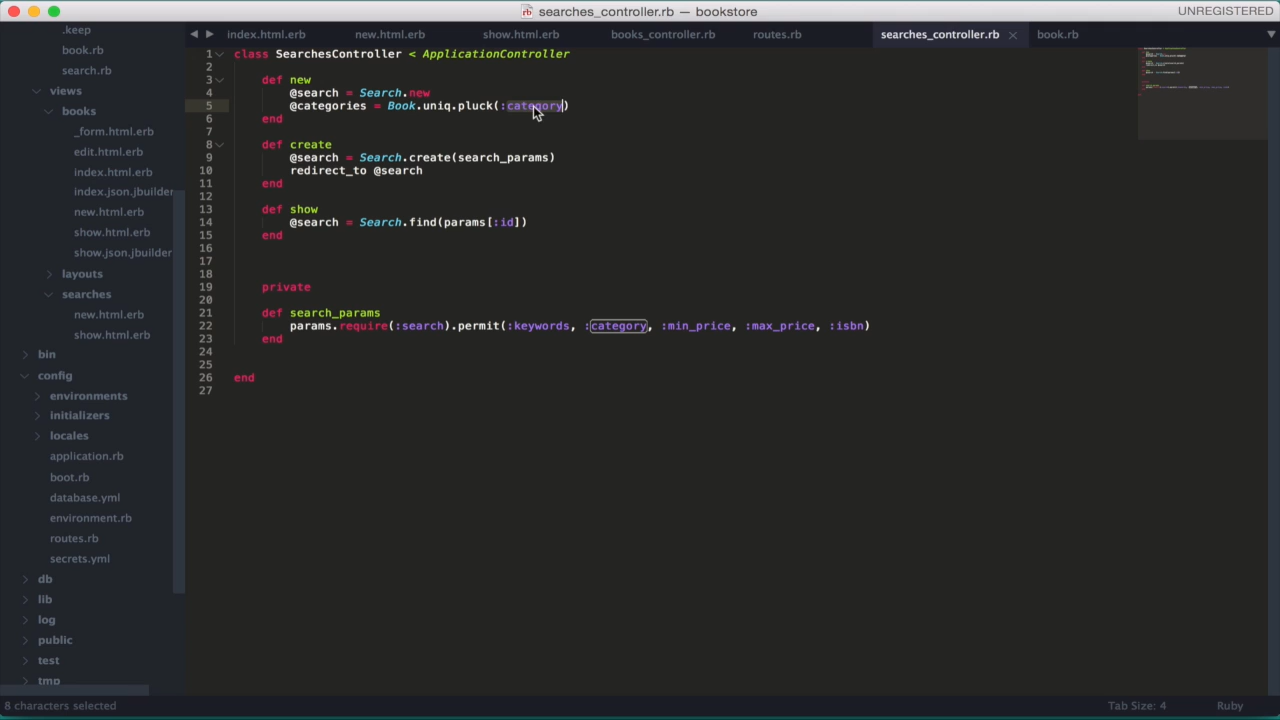 searches_controller.rb — bookstore
UNREGISTERED
index.html.erb
new.html.erb
show.html.erb
books_controller.rb
routes.rb
searches_controller.rb
book.rb
.keep
book.rb
search.rb
views
books
_form.html.erb
edit.html.erb
index.html.erb
index.json.jbuilder
new.html.erb
show.html.erb
show.json.jbuilder
layouts
searches
new.html.erb
show.html.erb
bin
config
environments
initializers
locales
application.rb
boot.rb
database.yml
environment.rb
routes.rb
secrets.yml
db
lib
log
public
test
tmp
1 class SearchesController < ApplicationController
2
3 def new
4 @search = Search.new
5 @categories = Book.uniq.pluck(:category)
6 end
7
8 def create
9 @search = Search.create(search_params)
10 redirect_to @search
11 end
12
13 def show
14 @search = Search.find(params[:id])
15 end
16
17
18
19 private
20
21 def search_params
22 params.require(:search).permit(:keywords, :category, :min_price, :max_price, :isbn)
23 end
24
25
26 end
27
8 characters selected
Tab Size: 4
Ruby